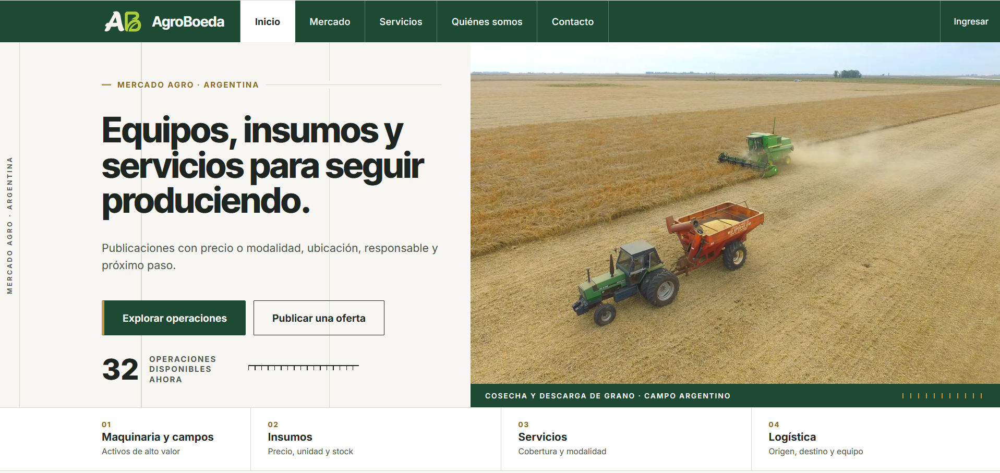 AB AgroBoeda
Inicio
Mercado
Servicios
Quiénes somos
Contacto
Ingresar
MERCADO AGRO · ARGENTINA
MERCADO AGRO · ARGENTINA
Equipos, insumos y
servicios para seguir
produciendo.
Publicaciones con precio o modalidad, ubicación, responsable y
próximo paso.
Explorar operaciones
Publicar una oferta
32
OPERACIONES
DISPONIBLES
AHORA
COSECHA Y DESCARGA DE GRANO · CAMPO ARGENTINO
01
Maquinaria y campos
Activos de alto valor
02
Insumos
Precio, unidad y stock
03
Servicios
Cobertura y modalidad
04
Logística
Origen, destino y equipo